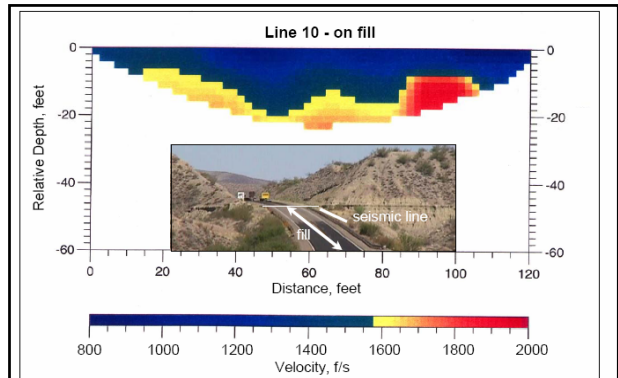 Line 10 - on fill
0
0
-20
-20
-40
-40
-60
-60
Relative Depth, feet
seismic line
fill
0 20 40 60 80 100 120
Distance, feet
800 1000 1200 1400 1600 1800 2000
Velocity, f/s